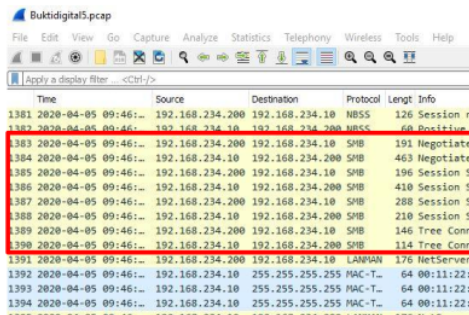 Buktidigital5.pcap
File Edit View Go Capture Analyze Statistics Telephony Wireless Tools Help
Apply a display filter ... <Ctrl-/>
Time Source Destination Protocol Lengt Info
1381 2020-04-05 09:46:… 192.168.234.200 192.168.234.10 NBSS 126 Session
1382 2020-04-05 09:46:… 192.168.234.10 192.168.234.200 NBSS 60 Positive
1383 2020-04-05 09:46:… 192.168.234.200 192.168.234.10 SMB 191 Negotiate
1384 2020-04-05 09:46:… 192.168.234.10 192.168.234.200 SMB 463 Negotiate
1385 2020-04-05 09:46:… 192.168.234.200 192.168.234.10 SMB 196 Session S
1386 2020-04-05 09:46:… 192.168.234.10 192.168.234.200 SMB 410 Session S
1387 2020-04-05 09:46:… 192.168.234.200 192.168.234.10 SMB 288 Session S
1388 2020-04-05 09:46:… 192.168.234.10 192.168.234.200 SMB 210 Session S
1389 2020-04-05 09:46:… 192.168.234.200 192.168.234.10 SMB 146 Tree Conn
1390 2020-04-05 09:46:… 192.168.234.10 192.168.234.200 SMB 114 Tree Conn
1391 2020-04-05 09:46:… 192.168.234.200 192.168.234.10 LANMAN 176 NetServer
1392 2020-04-05 09:46:… 192.168.234.10 255.255.255.255 MAC-T… 64 00:11:22:
1393 2020-04-05 09:46:… 192.168.234.10 255.255.255.255 MAC-T… 64 00:11:22:
1394 2020-04-05 09:46:… 192.168.234.10 255.255.255.255 MAC-T… 64 00:11:22: